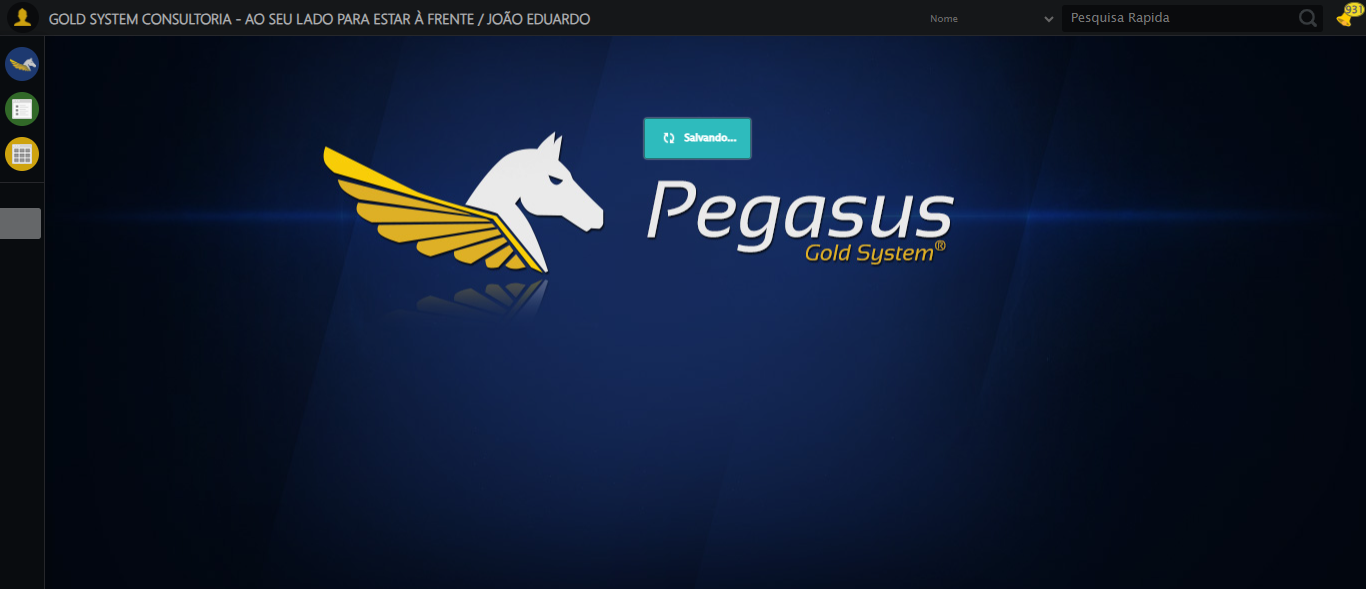 GOLD SYSTEM CONSULTORIA - AO SEU LADO PARA ESTAR À FRENTE / JOÃO EDUARDO
Nome
Pesquisa Rapida
931
Salvando...
Pegasus
Gold System®